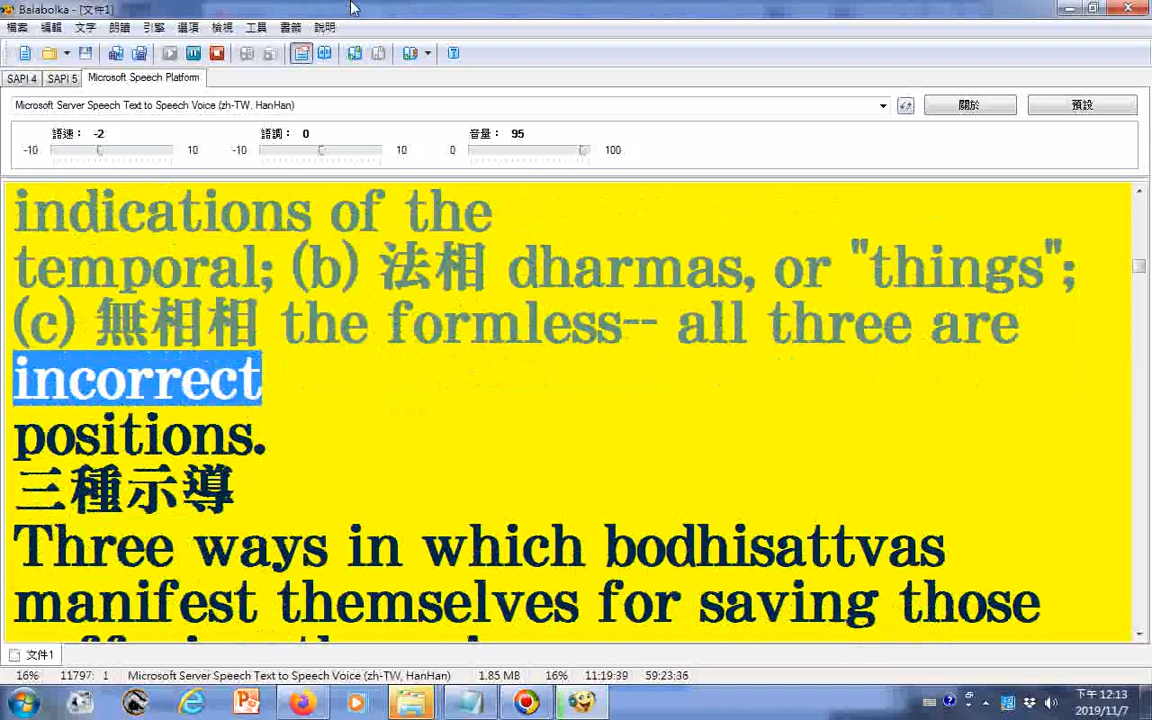 Balabolka - [文件1]
檔案 編輯 文字 朗讀 引擎 選項 檢視 工具 書籤 說明
SAPI 4 SAPI 5 Microsoft Speech Platform
Microsoft Server Speech Text to Speech Voice (zh-TW, HanHan) 關於 預設
語速： -2 語調： 0 音量： 95
-10 10 -10 10 0 100
indications of the
temporal; (b) 法相 dharmas, or "things";
(c) 無相相 the formless-- all three are
incorrect
positions.
三種示導
Three ways in which bodhisattvas
manifest themselves for saving those
文件1
16% 11797: 1 Microsoft Server Speech Text to Speech Voice (zh-TW, HanHan) 1.85 MB 16% 11:19:39 59:23:36
下午 12:13
2019/11/7